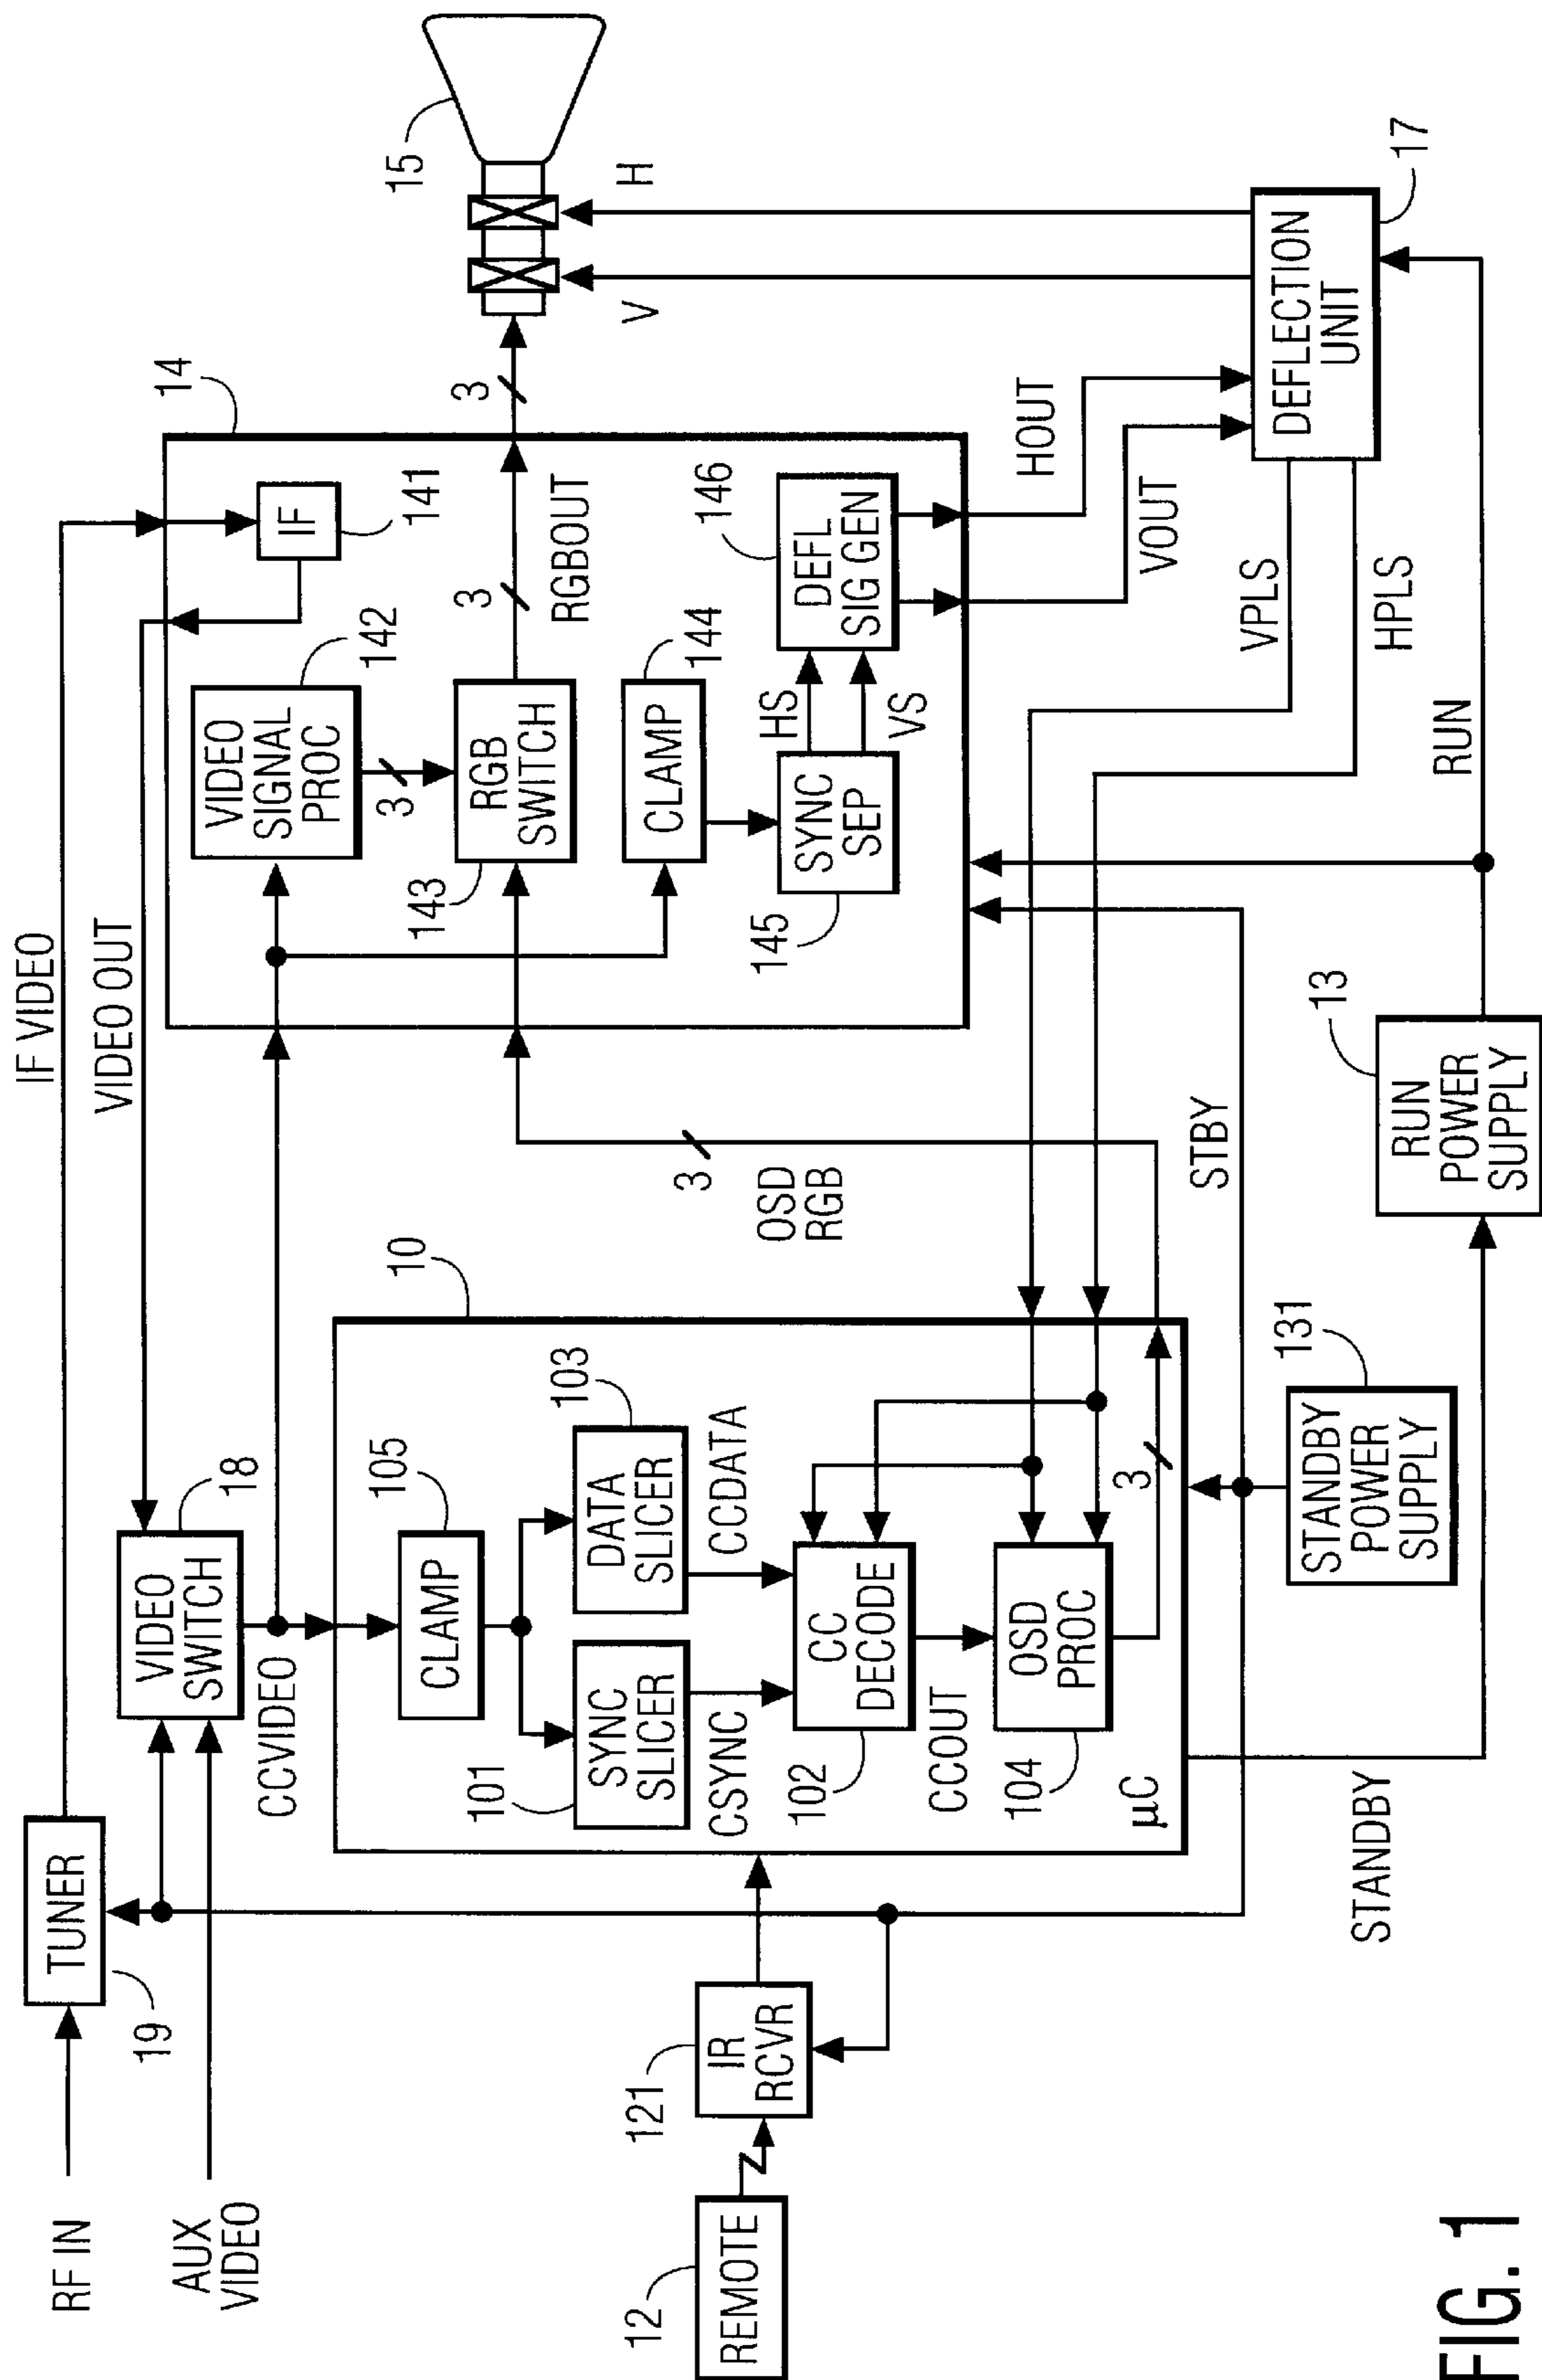 RF IN
19
TUNER
IF VIDEO
AUX
VIDEO
VIDEO OUT
VIDEO
SWITCH
18
CCVIDEO
10
CLAMP
105
SYNC
SLICER
101
DATA
SLICER
103
CSYNC
CCDATA
CC
DECODE
102
CCOUT
OSD
PROC
104
3
µC
REMOTE
12
IR
RCVR
121
OSD
RGB
3
14
IF
141
VIDEO
SIGNAL
PROC
142
3
RGB
SWITCH
143
3
RGBOUT
3
CLAMP
144
SYNC
SEP
145
HS
VS
DEFL
SIG GEN
146
15
V
H
HOUT
VOUT
VPLS
HPLS
DEFLECTION
UNIT
17
STBY
RUN
STANDBY
POWER
SUPPLY
131
RUN
POWER
SUPPLY
13
STANDBY
FIG. 1